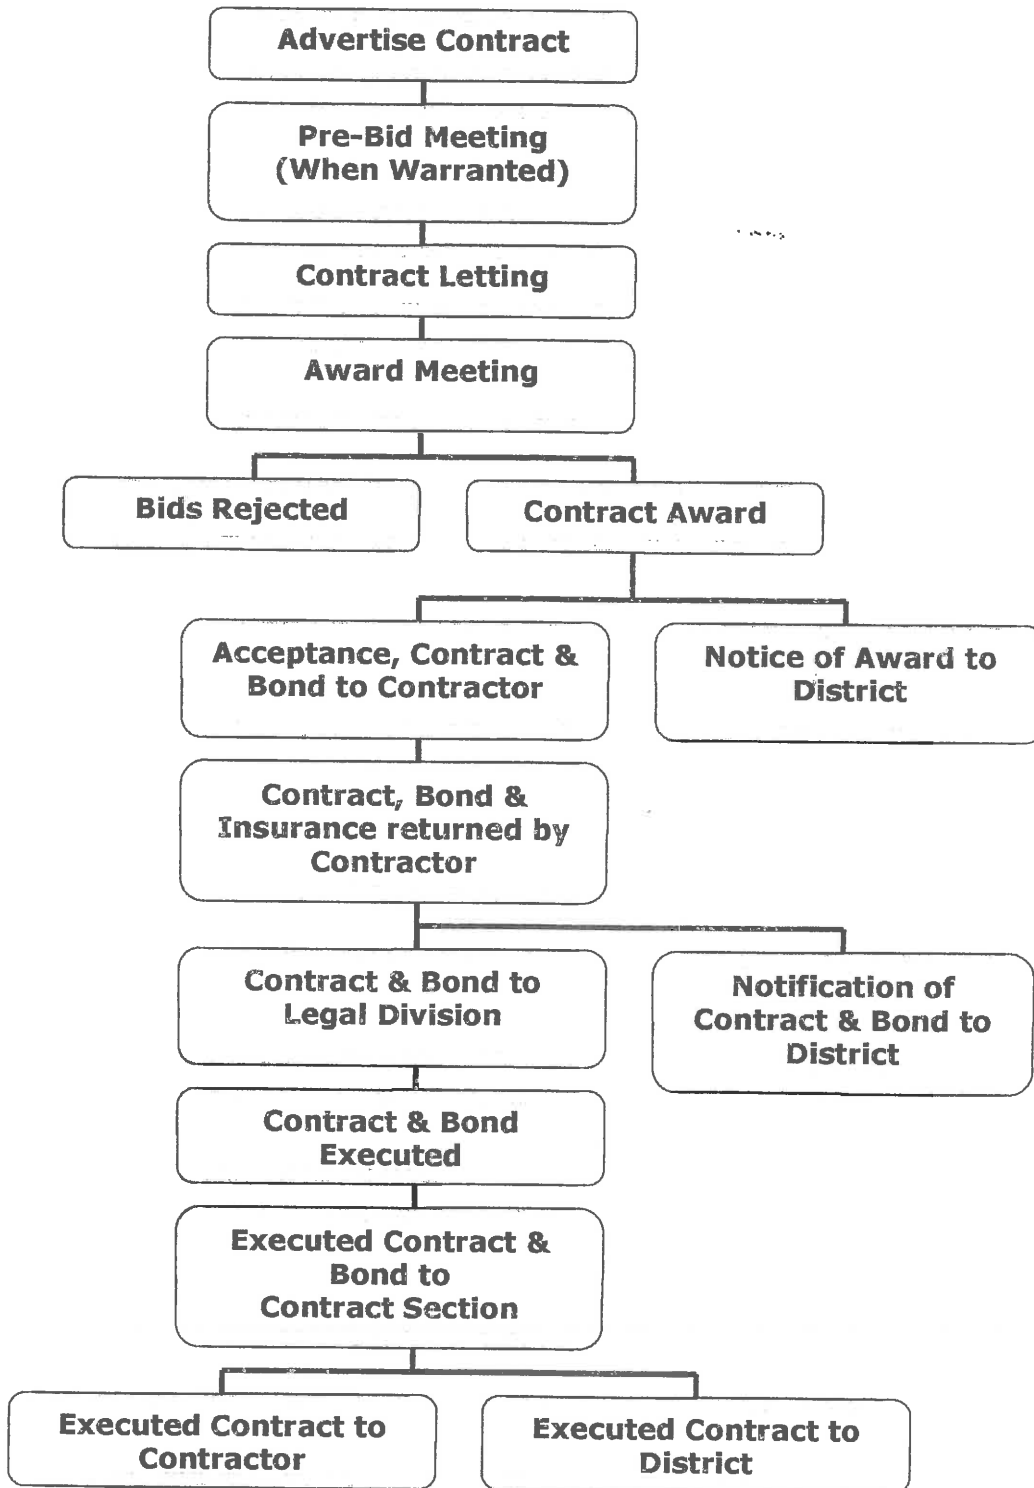 Advertise Contract
Pre-Bid Meeting
(When Warranted)
Contract Letting
Award Meeting
Bids Rejected
Contract Award
Acceptance, Contract &
Bond to Contractor
Notice of Award to
District
Contract, Bond &
Insurance returned by
Contractor
Contract & Bond to
Legal Division
Notification of
Contract & Bond to
District
Contract & Bond
Executed
Executed Contract &
Bond to
Contract Section
Executed Contract to
Contractor
Executed Contract to
District